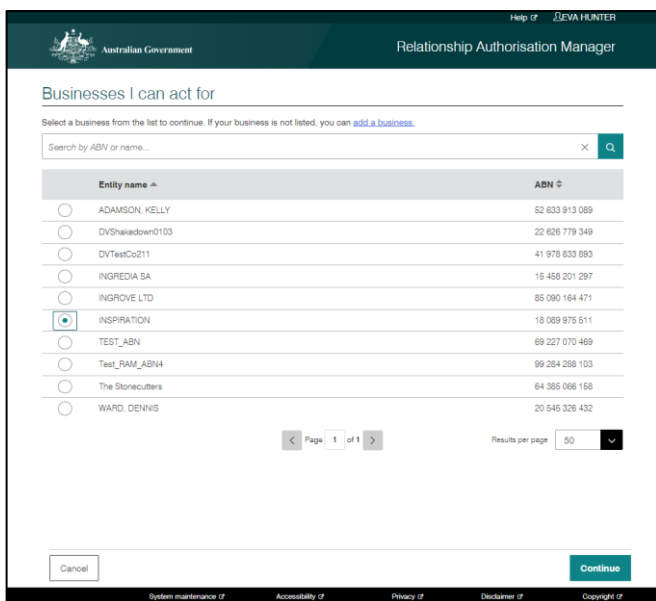 Help EVA HUNTER
Australian Government Relationship Authorisation Manager
Businesses I can act for
Select a business from the list to continue. If your business is not listed, you can add a business.
Search by ABN or name...
Entity name ABN
ADAMSON, KELLY 52 633 913 089
DVShakedown0103 22 626 779 349
DVTestCo211 41 978 833 893
INGREDIA SA 15 458 201 297
INGROVE LTD 85 090 164 471
INSPIRATION 18 089 975 511
TEST_ABN 69 227 070 469
Test_RAM_ABN4 99 284 288 103
The Stonecutters 64 385 066 158
WARD, DENNIS 20 545 326 432
Page 1 of 1 Results per page 50
Cancel Continue
System maintenance Accessibility Privacy Disclaimer Copyright